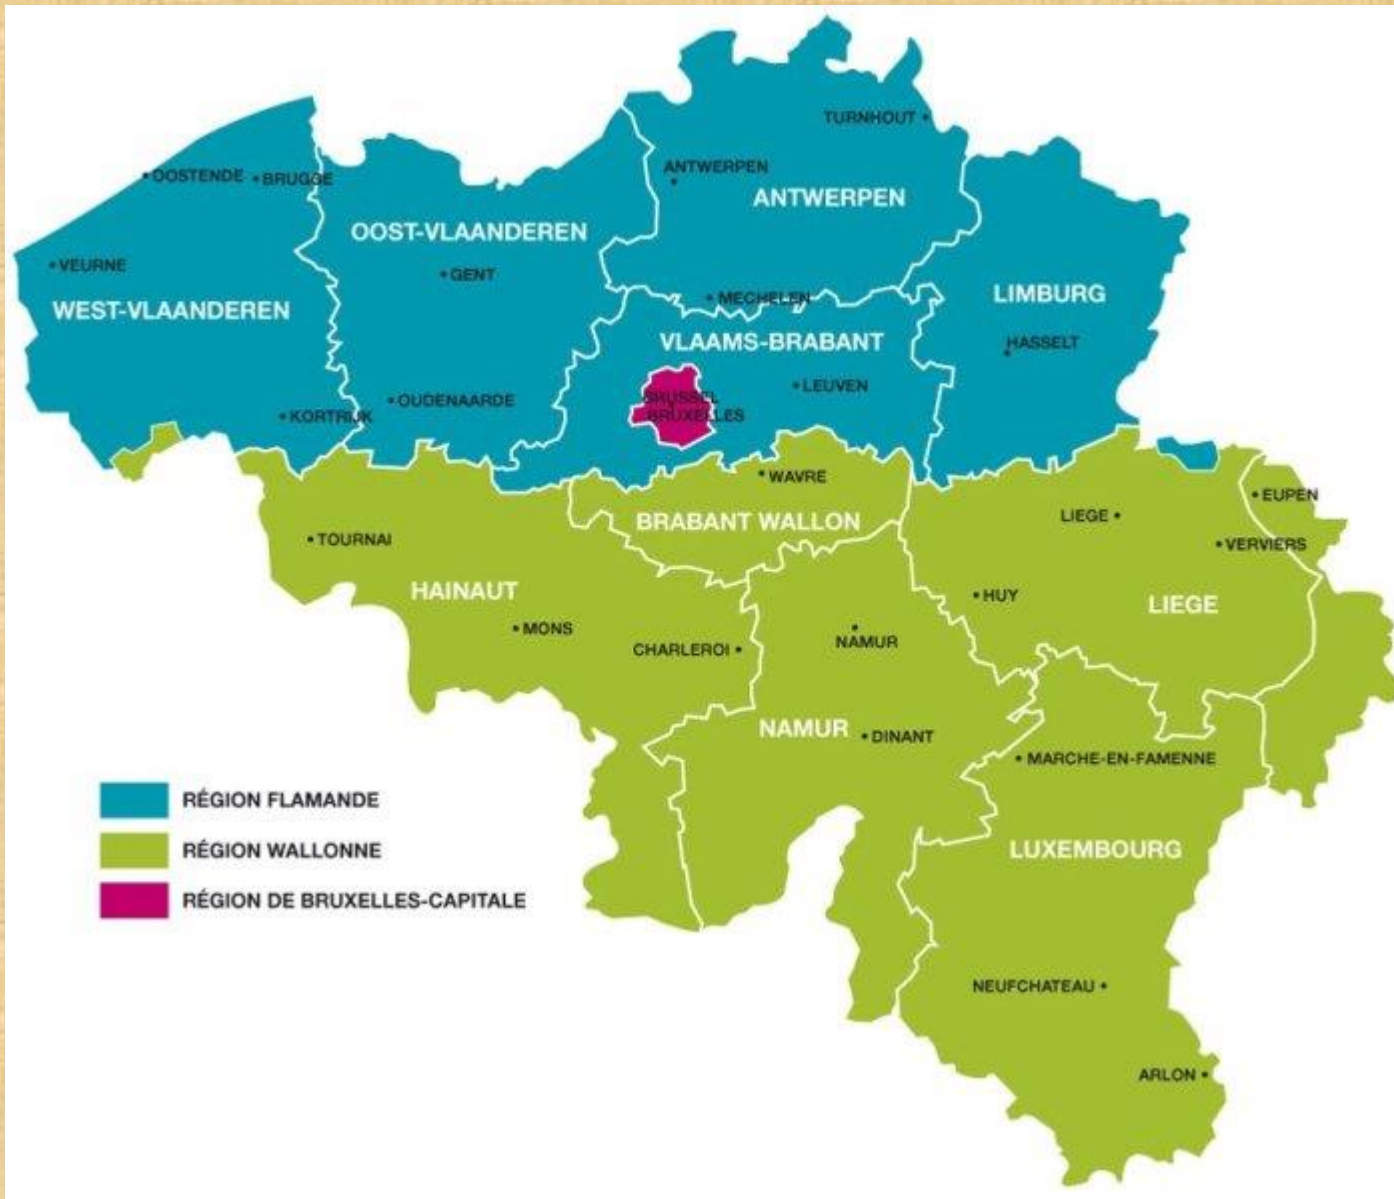 TURNHOUT
ANTWERPEN
OOSTENDE
BRUGGE
ANTWERPEN
OOST-VLAANDEREN
VEURNE
GENT
LIMBURG
MECHELEN
WEST-VLAANDEREN
VLAAMS-BRABANT
HASSELT
LEUVEN
BRUSSEL
BRUXELLES
OUDENAARDE
KORTRIJK
WAVRE
EUPEN
LIEGE
BRABANT WALLON
TOURNAI
VERVIERS
HAINAUT
HUY
LIEGE
MONS
NAMUR
CHARLEROI
NAMUR
DINANT
MARCHE-EN-FAMENNE
RÉGION FLAMANDE
RÉGION WALLONNE
LUXEMBOURG
RÉGION DE BRUXELLES-CAPITALE
NEUFCHATEAU
ARLON